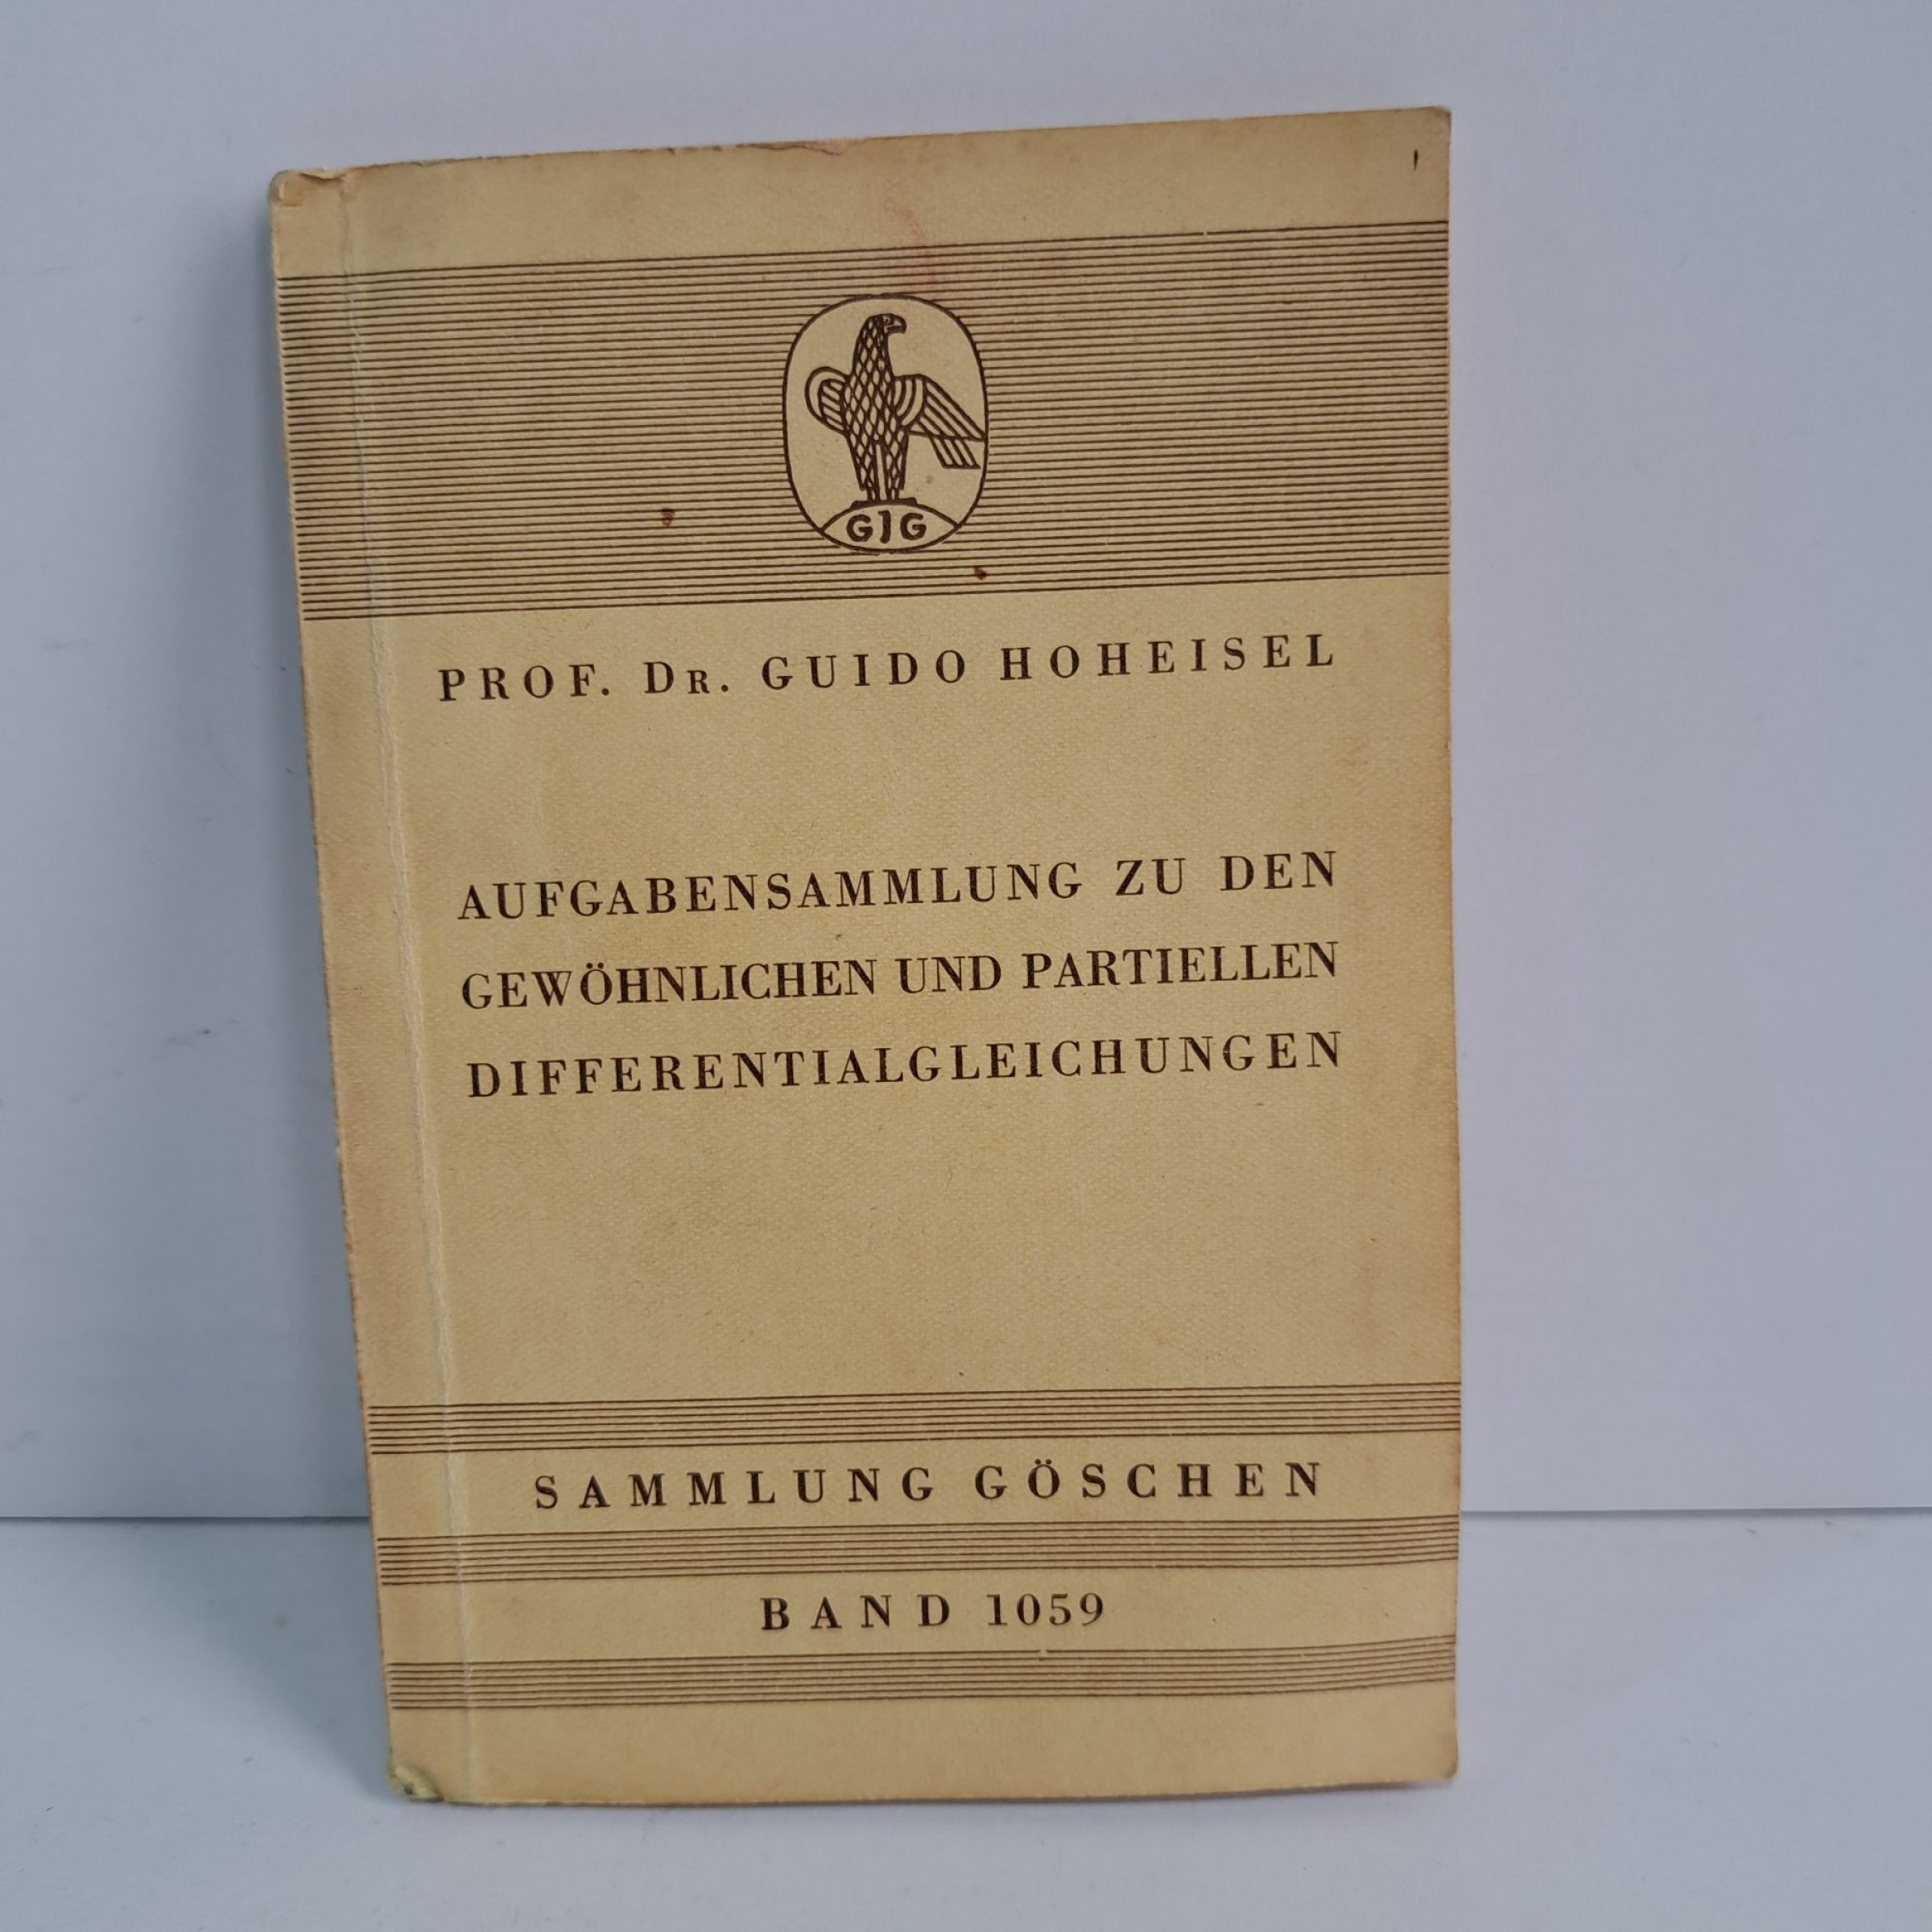 GJG
PROF. DR. GUIDO HOHEISEL
AUFGABENSAMMLUNG ZU DEN
GEWÖHNLICHEN UND PARTIELLEN
DIFFERENTIALGLEICHUNGEN
SAMMLUNG GÖSCHEN
BAND 1059